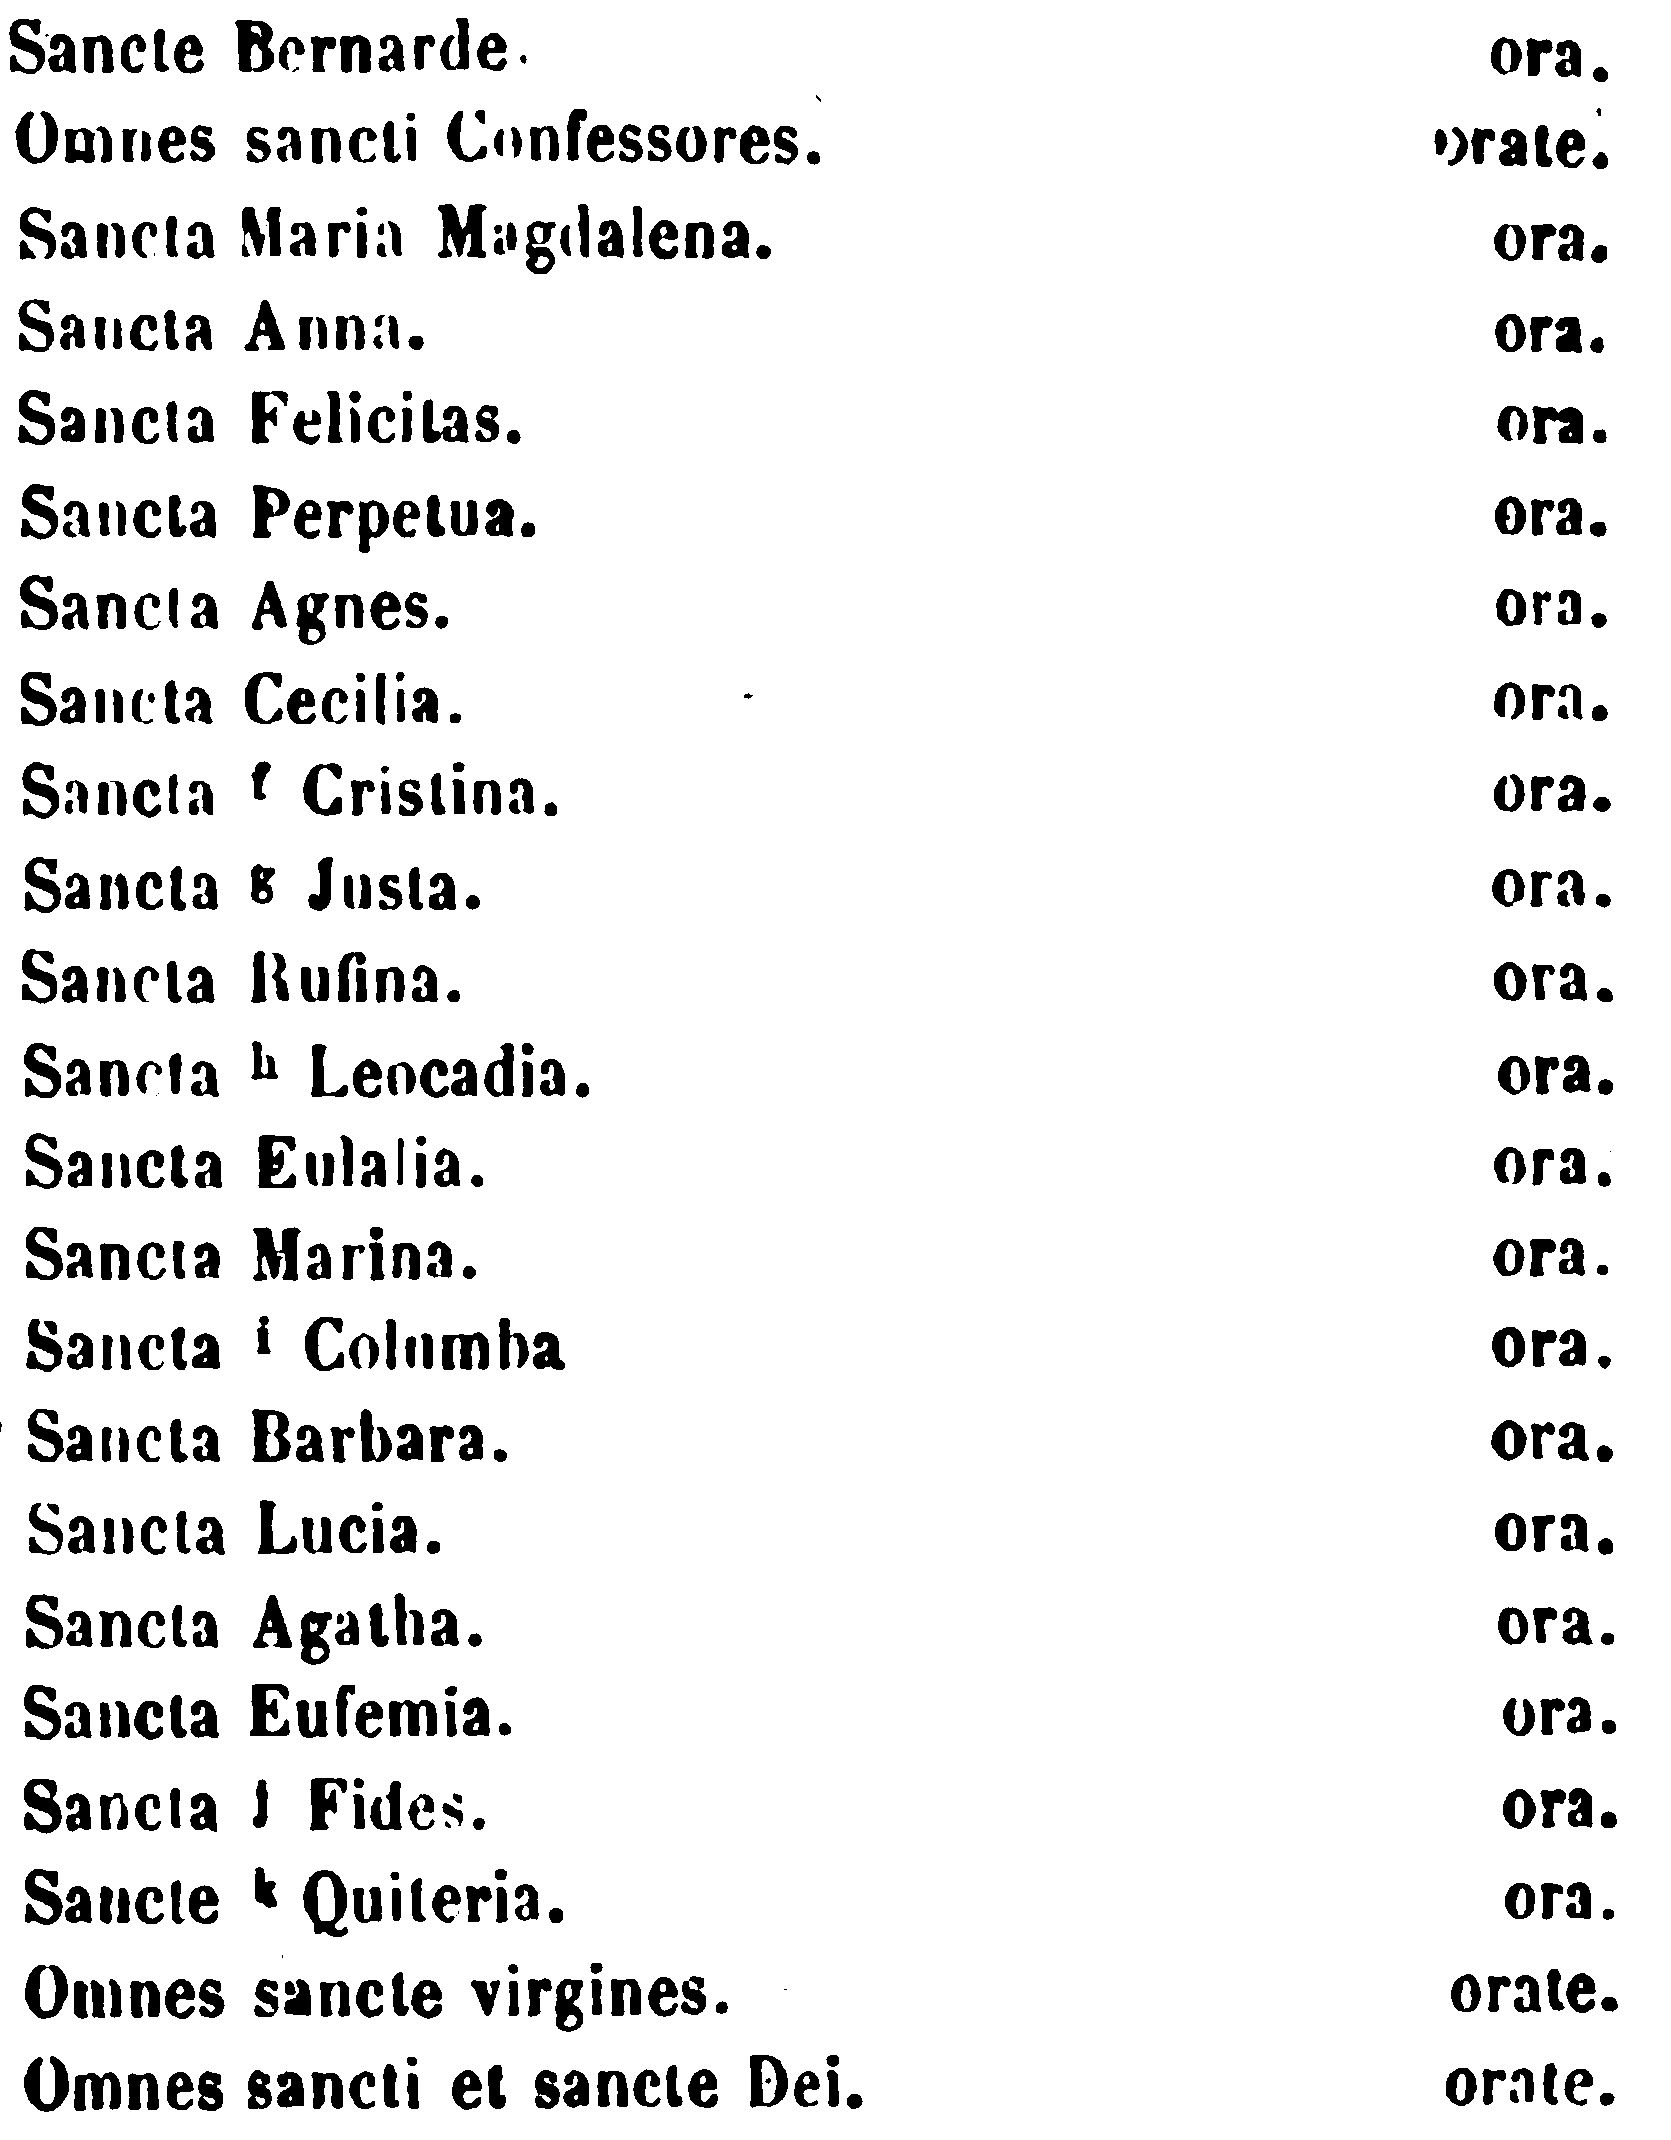 Sancte Bernarde. ora.
Omnes sancti Confessores. orate.
Sancta Maria Magdalena. ora.
Sancta Anna. ora.
Sancta Felicitas. ora.
Sancta Perpetua. ora.
Sancta Agnes. ora.
Sancta Cecilia. ora.
Sancta f Cristina. ora.
Sancta g Justa. ora.
Sancta Rufina. ora.
Sancta h Leocadia. ora.
Sancta Eulalia. ora.
Sancta Marina. ora.
Sancta i Columba ora.
Sancta Barbara. ora.
Sancta Lucia. ora.
Sancta Agatha. ora.
Sancta Eufemia. ora.
Sancta j Fides. ora.
Sancte k Quiteria. ora.
Omnes sancte virgines. orate.
Omnes sancti et sancte Dei. orate.